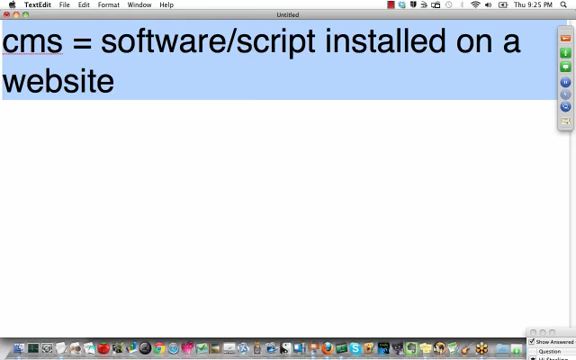 TextEdit File Edit Format Window Help Thu 9:25 PM
Untitled
cms = software/script installed on a
website
Show Answered
Question